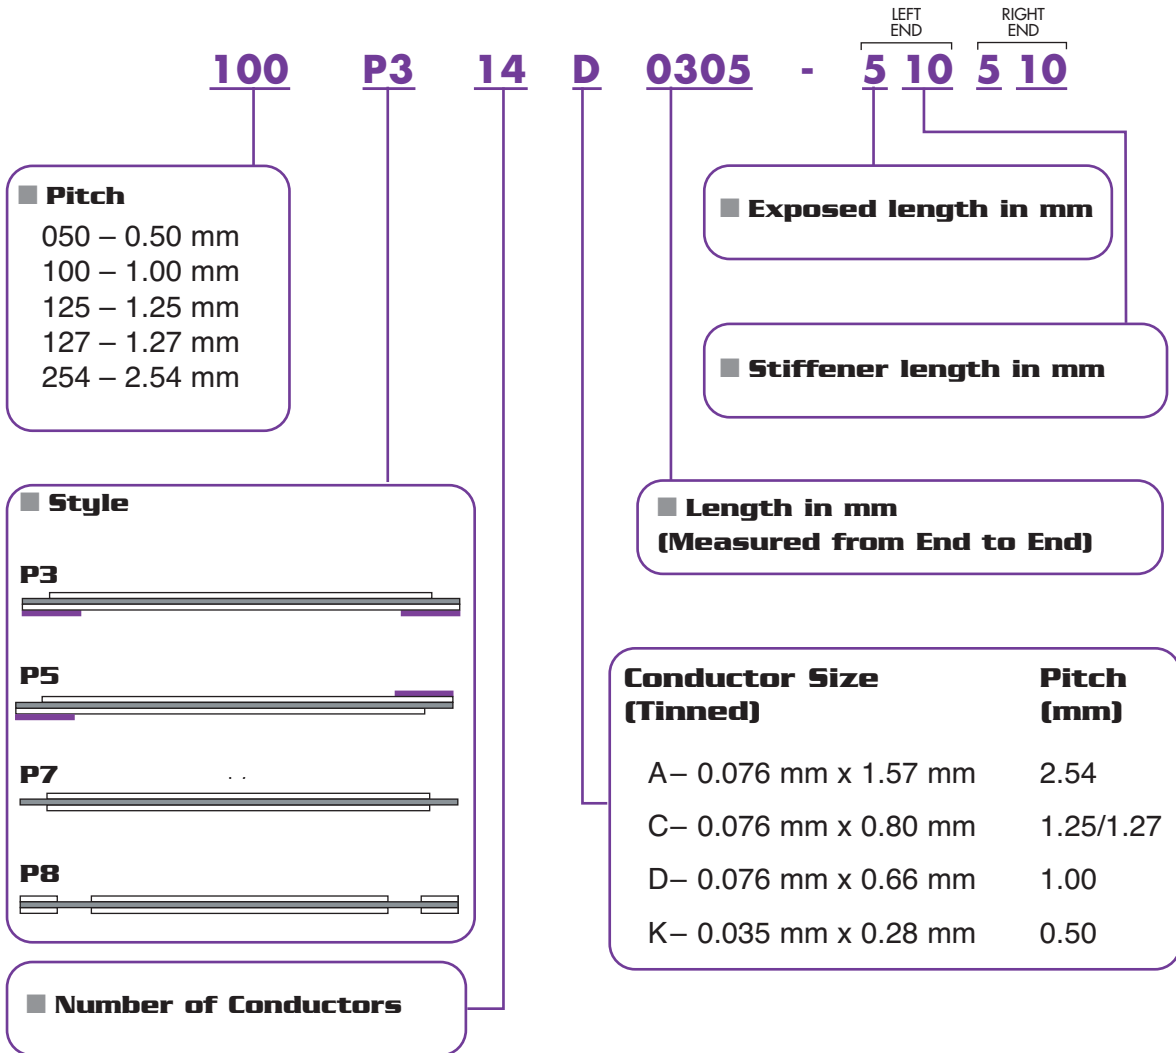 LEFT
END
RIGHT
END
100 P3 14 D 0305 - 5 10 5 10
Pitch
050 – 0.50 mm
100 – 1.00 mm
125 – 1.25 mm
127 – 1.27 mm
254 – 2.54 mm
Exposed length in mm
Stiffener length in mm
Style
P3
P5
P7
P8
Length in mm
(Measured from End to End)
Conductor Size Pitch
(Tinned) (mm)
A– 0.076 mm x 1.57 mm 2.54
C– 0.076 mm x 0.80 mm 1.25/1.27
D– 0.076 mm x 0.66 mm 1.00
K– 0.035 mm x 0.28 mm 0.50
Number of Conductors